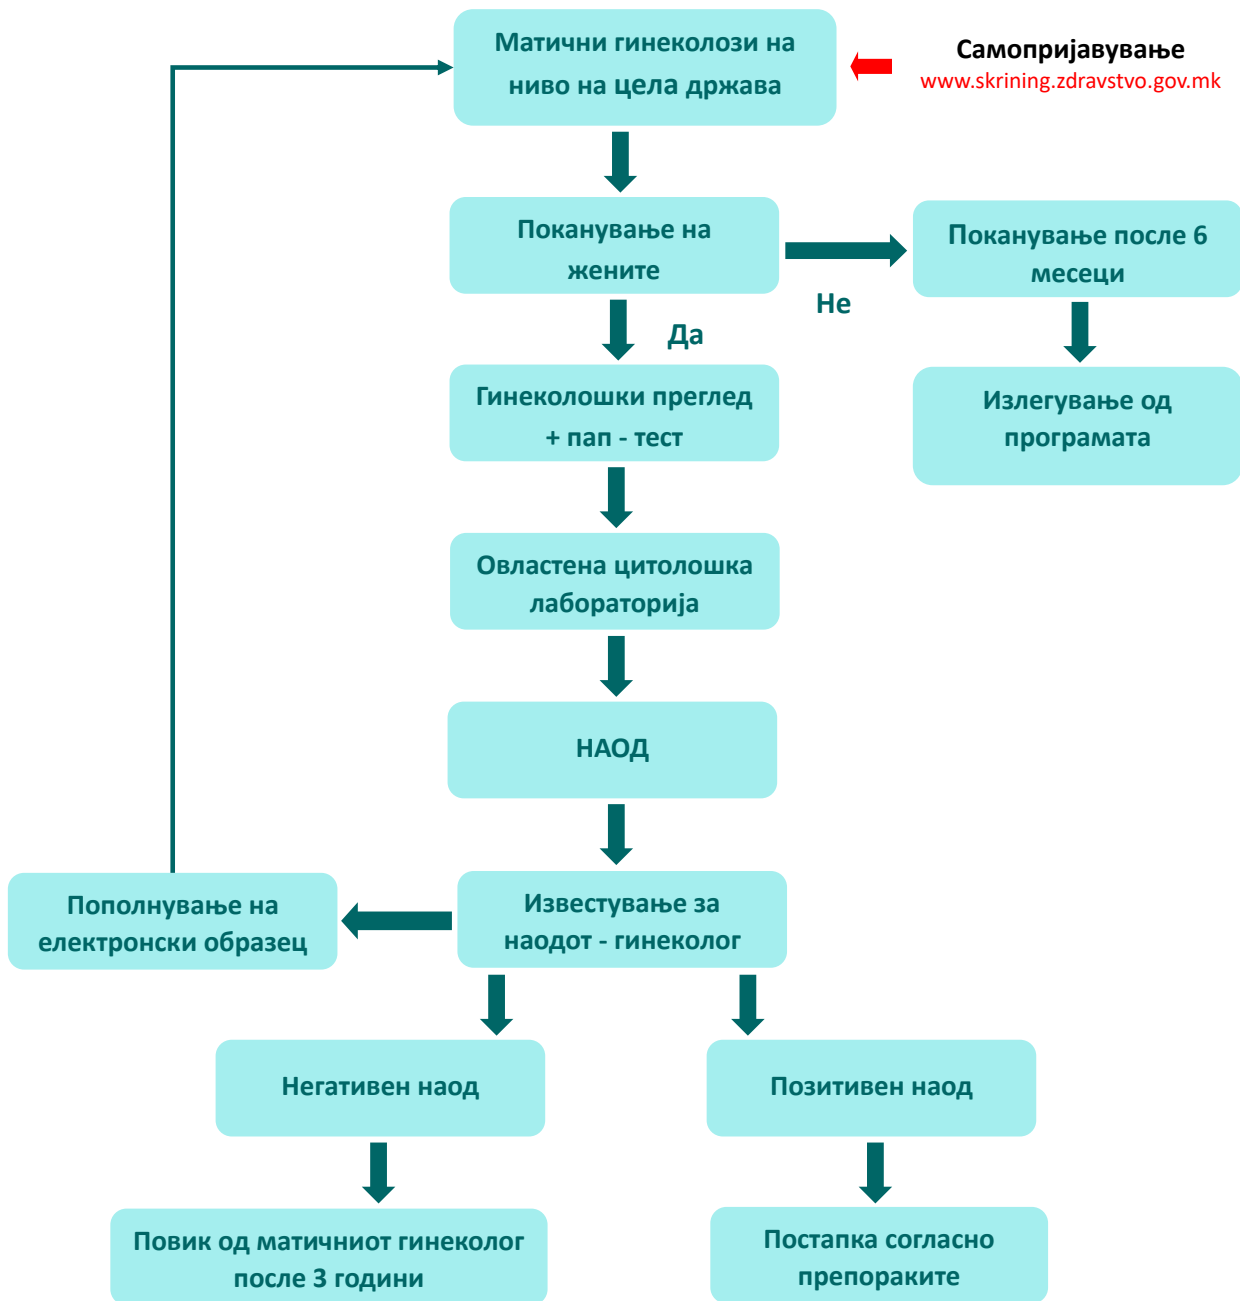 Матични гинеколози на
ниво на цела држава
Самопријавување
www.skrining.zdravstvo.gov.мк
Поканување на
жените
Поканување после 6
месеци
Не
Да
Гинеколошки преглед
+ пап - тест
Излегување од
програмата
Овластена цитолошка
лабораторија
НАОД
Пополнување на
електронски образец
Известување за
наодот - гинеколог
Негативен наод
Позитивен наод
Повик од матичниот гинеколог
после 3 години
Постапка согласно
препораките